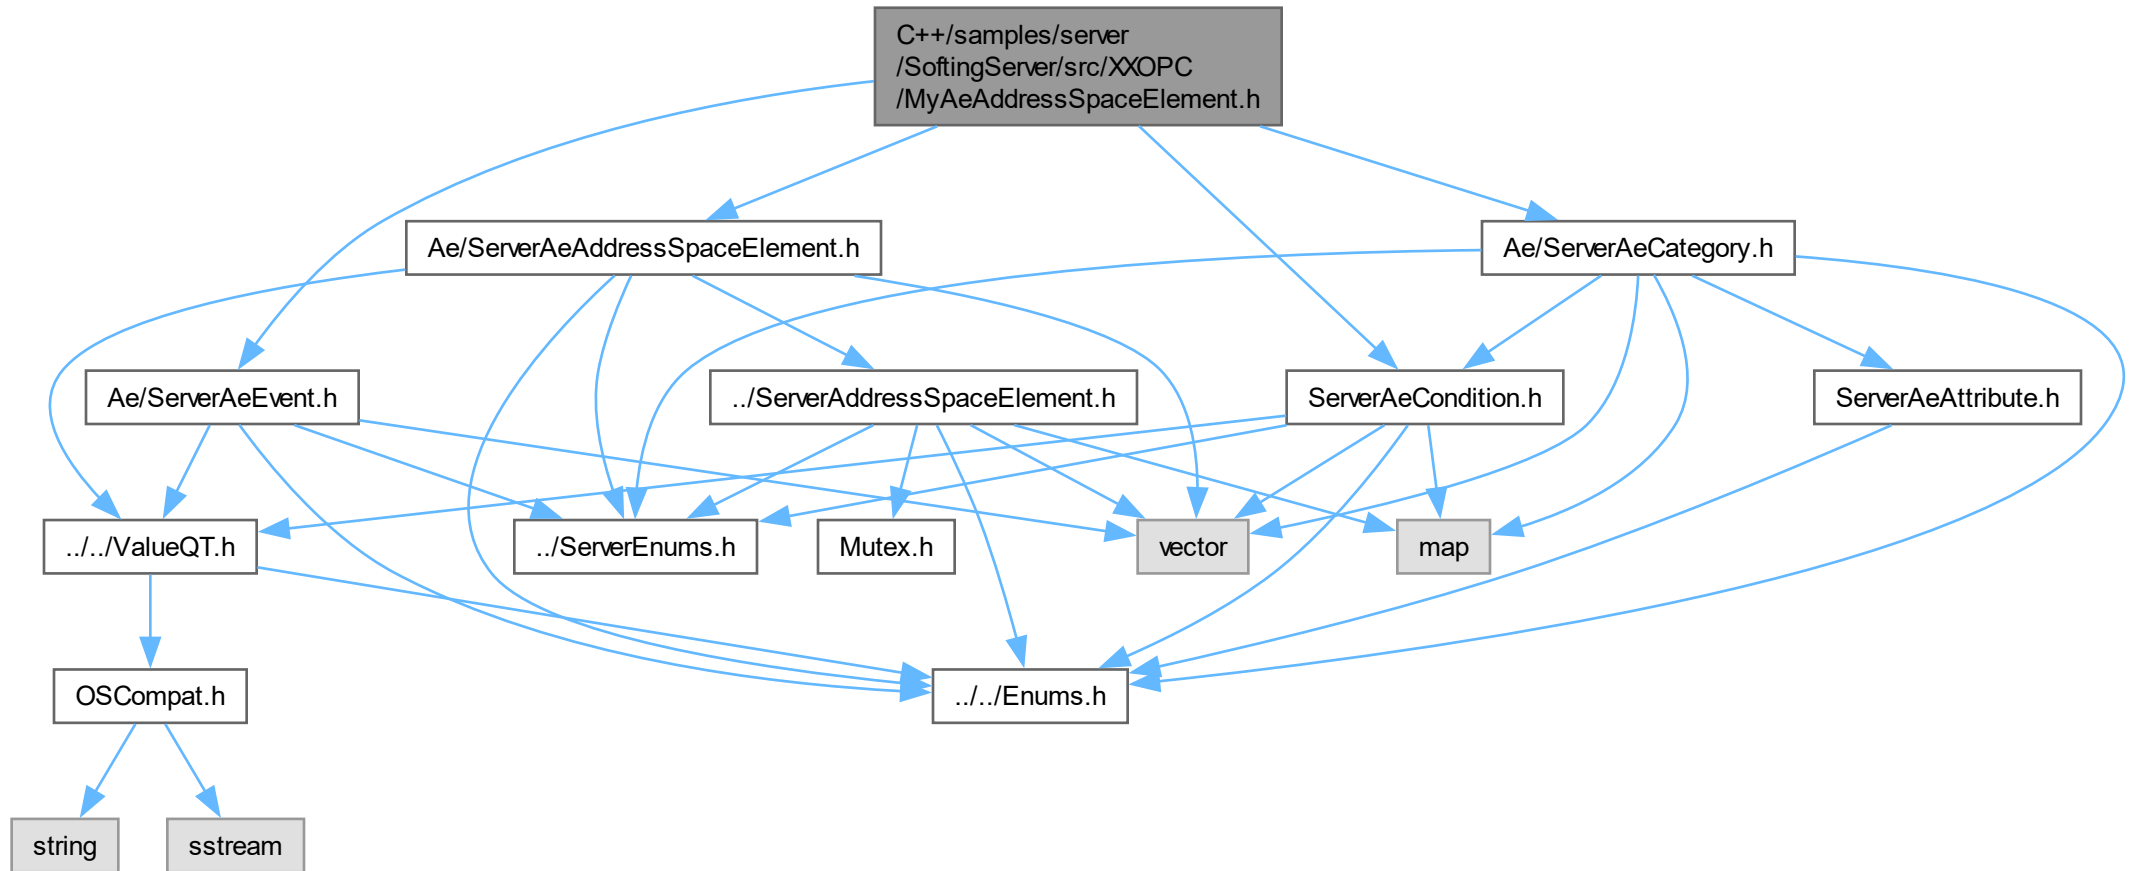 C++/samples/server
/SoftingServer/src/XXOPC
/MyAeAddressSpaceElement.h
Ae/ServerAeAddressSpaceElement.h
Ae/ServerAeCategory.h
Ae/ServerAeEvent.h
../ServerAddressSpaceElement.h
ServerAeCondition.h
ServerAeAttribute.h
../../ValueQT.h
../ServerEnums.h
Mutex.h
vector
map
OSCompat.h
../../Enums.h
string
sstream